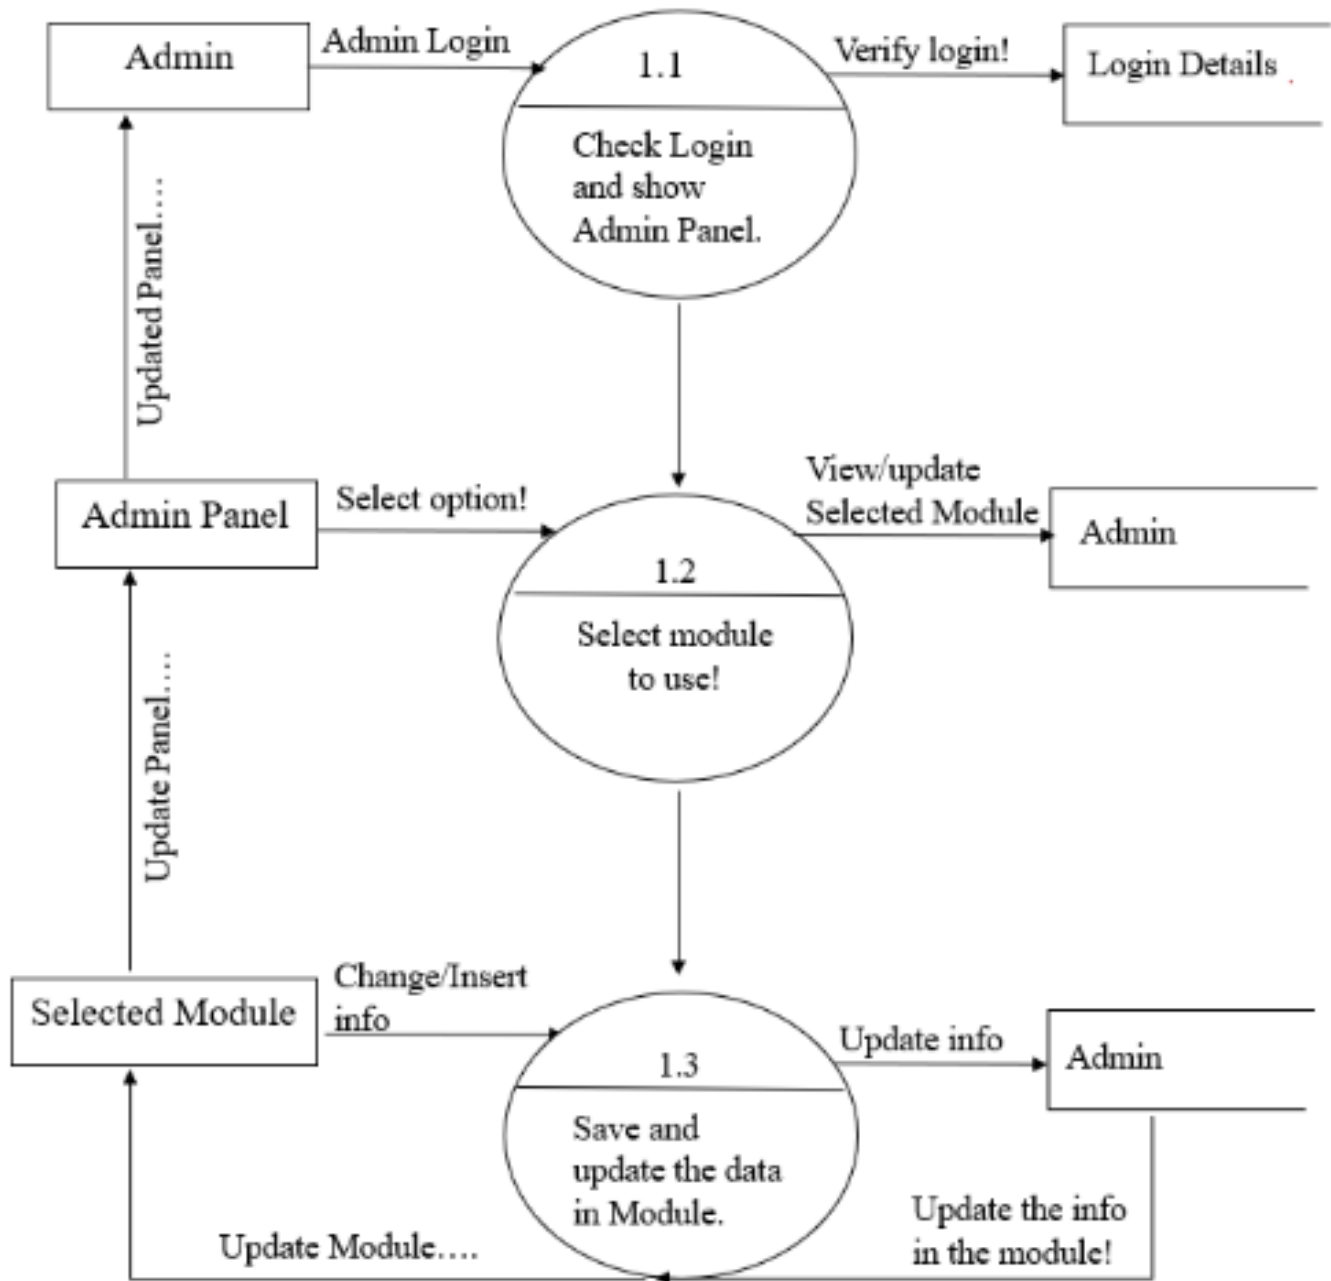 Admin
Admin Login
1.1
Check Login
and show
Admin Panel.
Verify login!
Login Details
Updated Panel....
Admin Panel
Select option!
1.2
Select module
to use!
View/update
Selected Module
Admin
Update Panel....
Selected Module
Change/Insert
info
1.3
Save and
update the data
in Module.
Update info
Admin
Update Module....
Update the info
in the module!